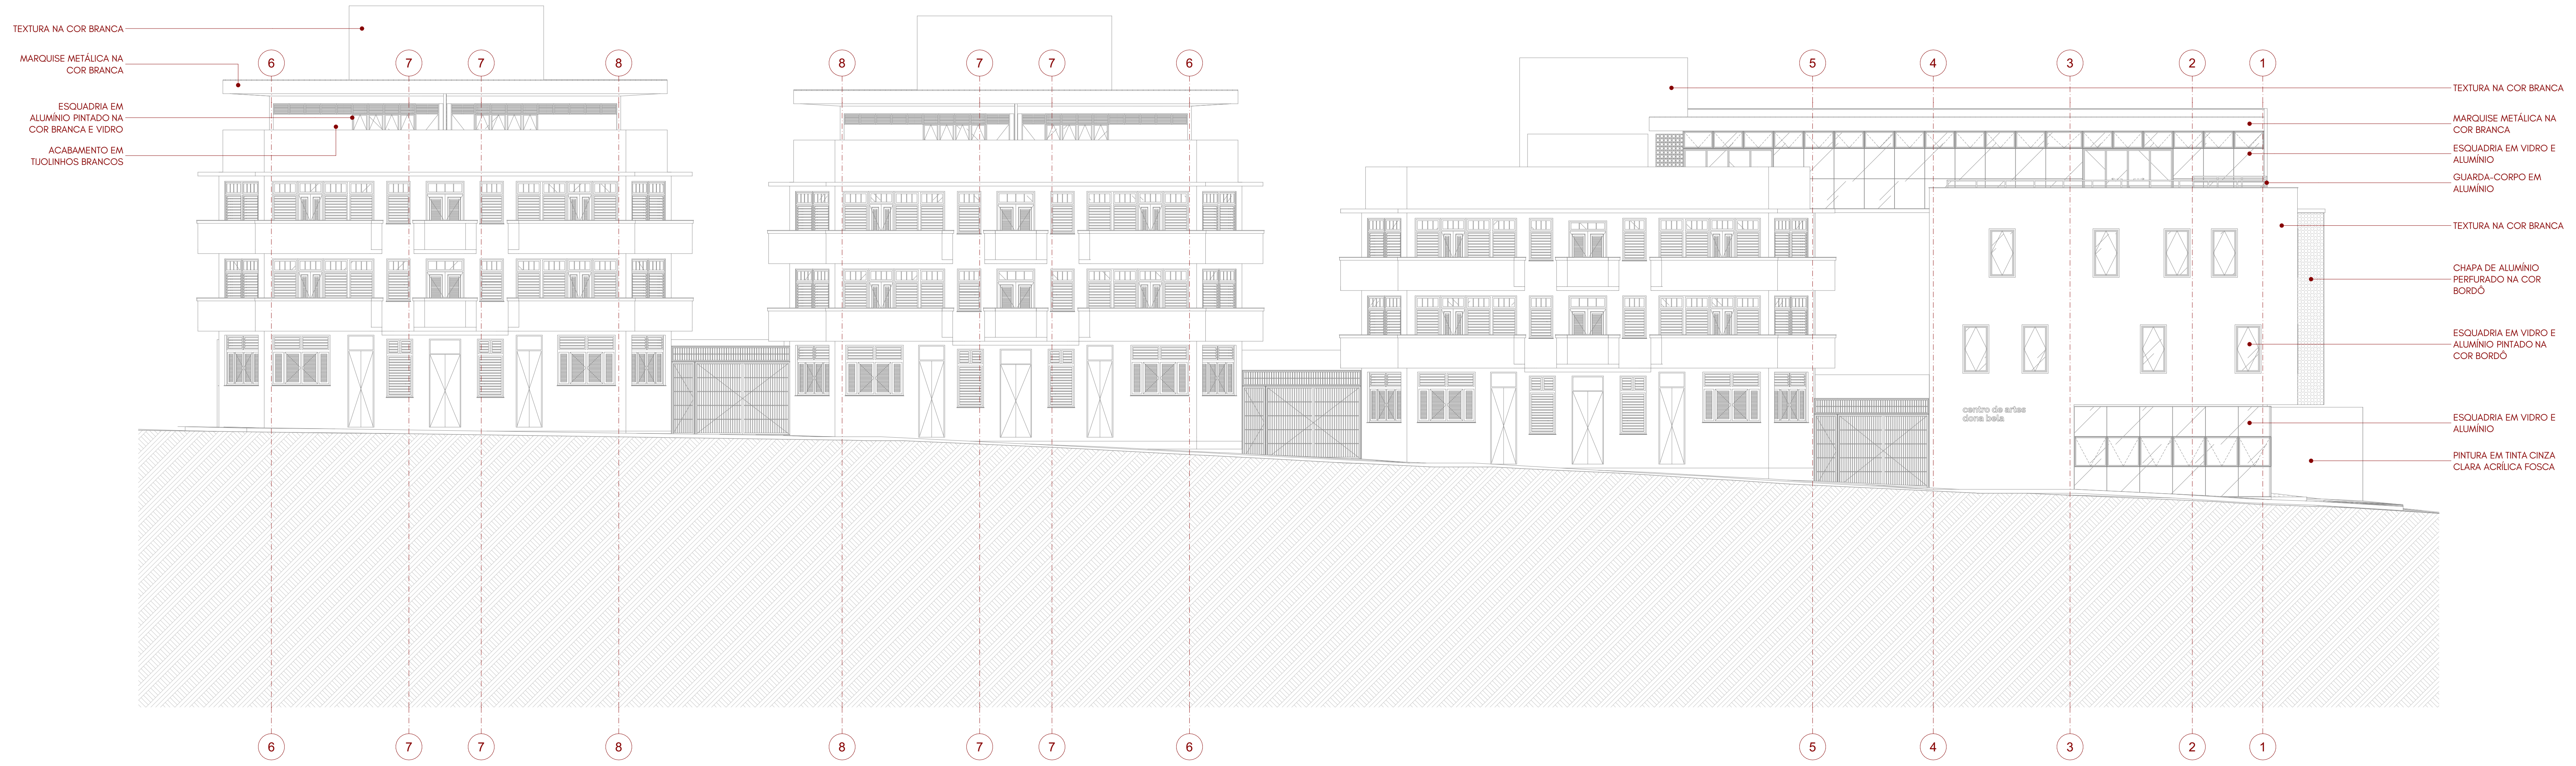 TEXTURA NA COR BRANCA
MARQUISE METÁLICA NA
COR BRANCA
ESQUADRIA EM
ALUMÍNIO PINTADO NA
COR BRANCA E VIDRO
ACABAMENTO EM
TIJOLINHOS BRANCOS
6 7 7 8 8 7 7 6 5 4 3 2 1
TEXTURA NA COR BRANCA
MARQUISE METÁLICA NA
COR BRANCA
ESQUADRIA EM VIDRO E
ALUMÍNIO
GUARDA-CORPO EM
ALUMÍNIO
TEXTURA NA COR BRANCA
CHAPA DE ALUMÍNIO
PERFURADO NA COR
BORDÔ
ESQUADRIA EM VIDRO E
ALUMÍNIO PINTADO NA
COR BORDÔ
centro de artes
dona bela
ESQUADRIA EM VIDRO E
ALUMÍNIO
PINTURA EM TINTA CINZA
CLARA ACRÍLICA FOSCA
6 7 7 8 8 7 7 6 5 4 3 2 1